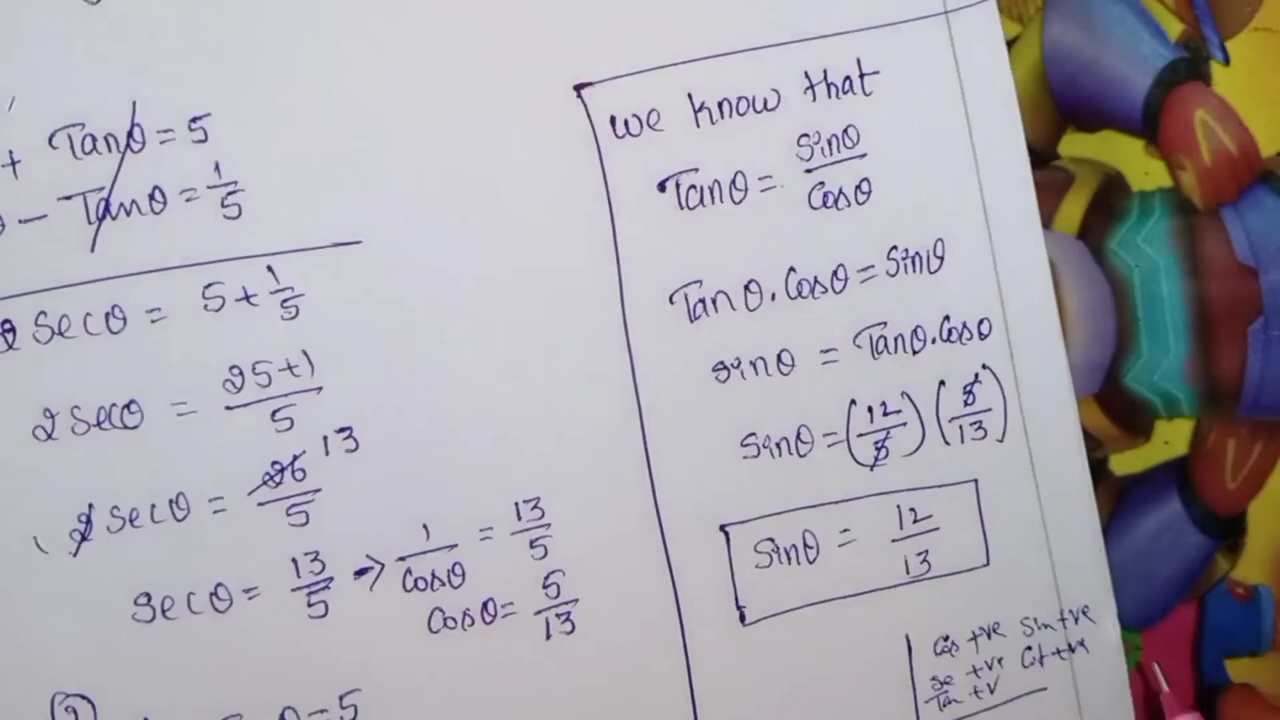 + Tanθ = 5
θ - Tanθ = 1/5
2 secθ = 5 + 1/5
2 secθ = 25+1/5
2 secθ = 26/5 13
secθ = 13/5 → 1/cosθ = 13/5
cosθ = 5/13
θ = 5
we know that
Tanθ = sinθ/cosθ
Tanθ.Cosθ = Sinθ
sinθ = Tanθ.Cosθ
sinθ = (12/5)(5/13)
Sinθ = 12/13
Cos +ve Sin +ve
se +ve Cot +ve
Tan +v